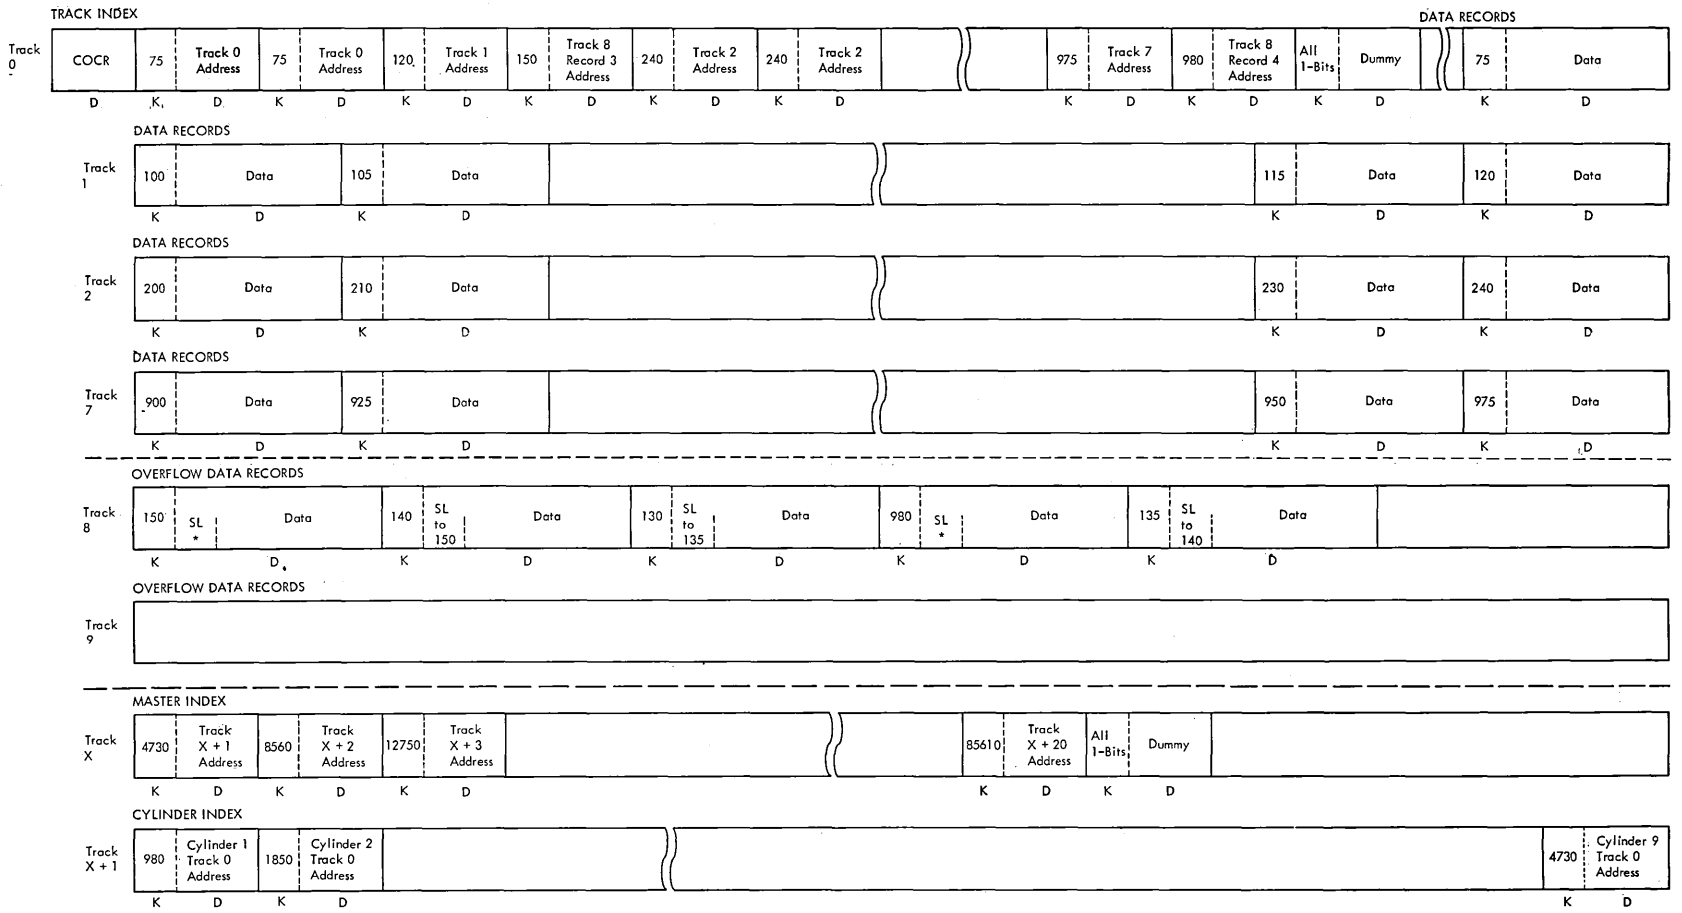 TRACK INDEX
DATA RECORDS
Track 0
COCR
75
Track 0 Address
75
Track 0 Address
120
Track 1 Address
150
Track 8 Record 3 Address
240
Track 2 Address
240
Track 2 Address
975
Track 7 Address
980
Track 8 Record 4 Address
All 1-Bits
Dummy
75
Data
D K D K D K D K D K D K D K D K D K D K D
DATA RECORDS
Track 1
100
Data
105
Data
115
Data
120
Data
K D K D K D K D
DATA RECORDS
Track 2
200
Data
210
Data
230
Data
240
Data
K D K D K D K D
DATA RECORDS
Track 7
900
Data
925
Data
950
Data
975
Data
K D K D K D K D
OVERFLOW DATA RECORDS
Track 8
150
SL *
Data
140
SL to 150
Data
130
SL to 135
Data
980
SL *
Data
135
SL to 140
Data
K D K D K D K D K D
OVERFLOW DATA RECORDS
Track 9
MASTER INDEX
Track X
4730
Track X + 1 Address
8560
Track X + 2 Address
12750
Track X + 3 Address
85610
Track X + 20 Address
All 1-Bits
Dummy
K D K D K D K D K D
CYLINDER INDEX
Track X + 1
980
Cylinder 1 Track 0 Address
1850
Cylinder 2 Track 0 Address
4730
Cylinder 9 Track 0 Address
K D K D K D